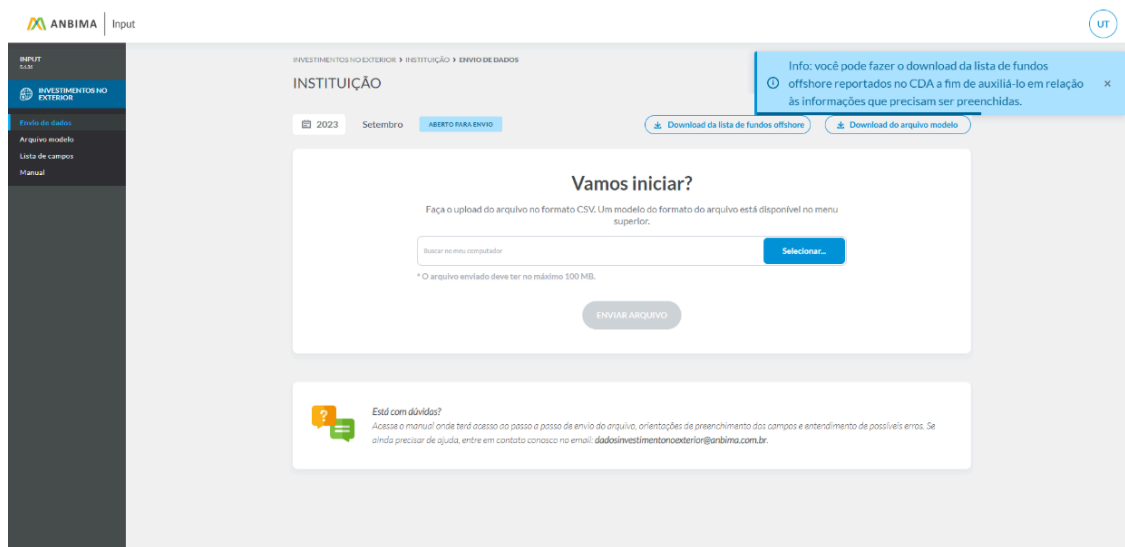 ANBIMA Input
UT
INPUT
INVESTIMENTOS NO
EXTERIOR
Envio de dados
Arquivo modelo
Lista de campos
Manual
INVESTIMENTOS NO EXTERIOR > INSTITUIÇÃO > ENVIO DE DADOS
INSTITUIÇÃO
Info: você pode fazer o download da lista de fundos
offshore reportados no CDA a fim de auxiliá-lo em relação
às informações que precisam ser preenchidas.
2023 Setembro ABERTO PARA ENVIO
Download da lista de fundos offshore
Download do arquivo modelo
Vamos iniciar?
Faça o upload do arquivo no formato CSV. Um modelo do formato do arquivo está disponível no menu
superior.
Buscar no meu computador
Selecionar...
* O arquivo enviado deve ter no máximo 100 MB.
ENVIAR ARQUIVO
Está com dúvidas?
Acesse o manual onde terá acesso ao passo a passo de envio do arquivo, orientações de preenchimento dos campos e entendimento de possíveis erros. Se
ainda precisar de ajuda, entre em contato conosco no email: dadosinvestimentonoexterior@anbima.com.br.